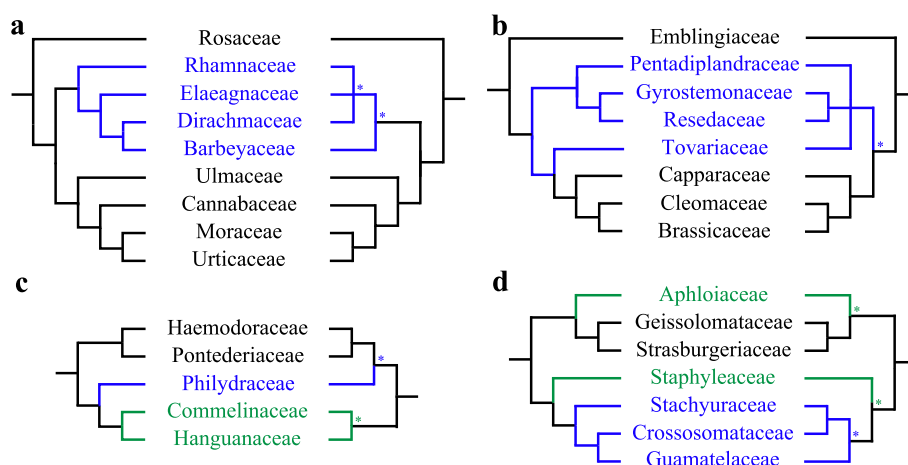 a
Rosaceae
Rhamnaceae
Elaeagnaceae
*
Dirachmaceae
*
Barbeyaceae
Ulmaceae
Cannabaceae
Moraceae
Urticaceae
b
Emblingiaceae
Pentadiplandraceae
Gyrostemonaceae
Resedaceae
Tovariaceae
*
Capparaceae
Cleomaceae
Brassicaceae
c
Haemodoraceae
Pontederiaceae
*
Philydraceae
Commelinaceae
*
Hanguanaceae
d
Aphloiaceae
*
Geissolomataceae
Strasburgeriaceae
Staphyleaceae
*
Stachyuraceae
Crossosomataceae
*
Guamatelaceae